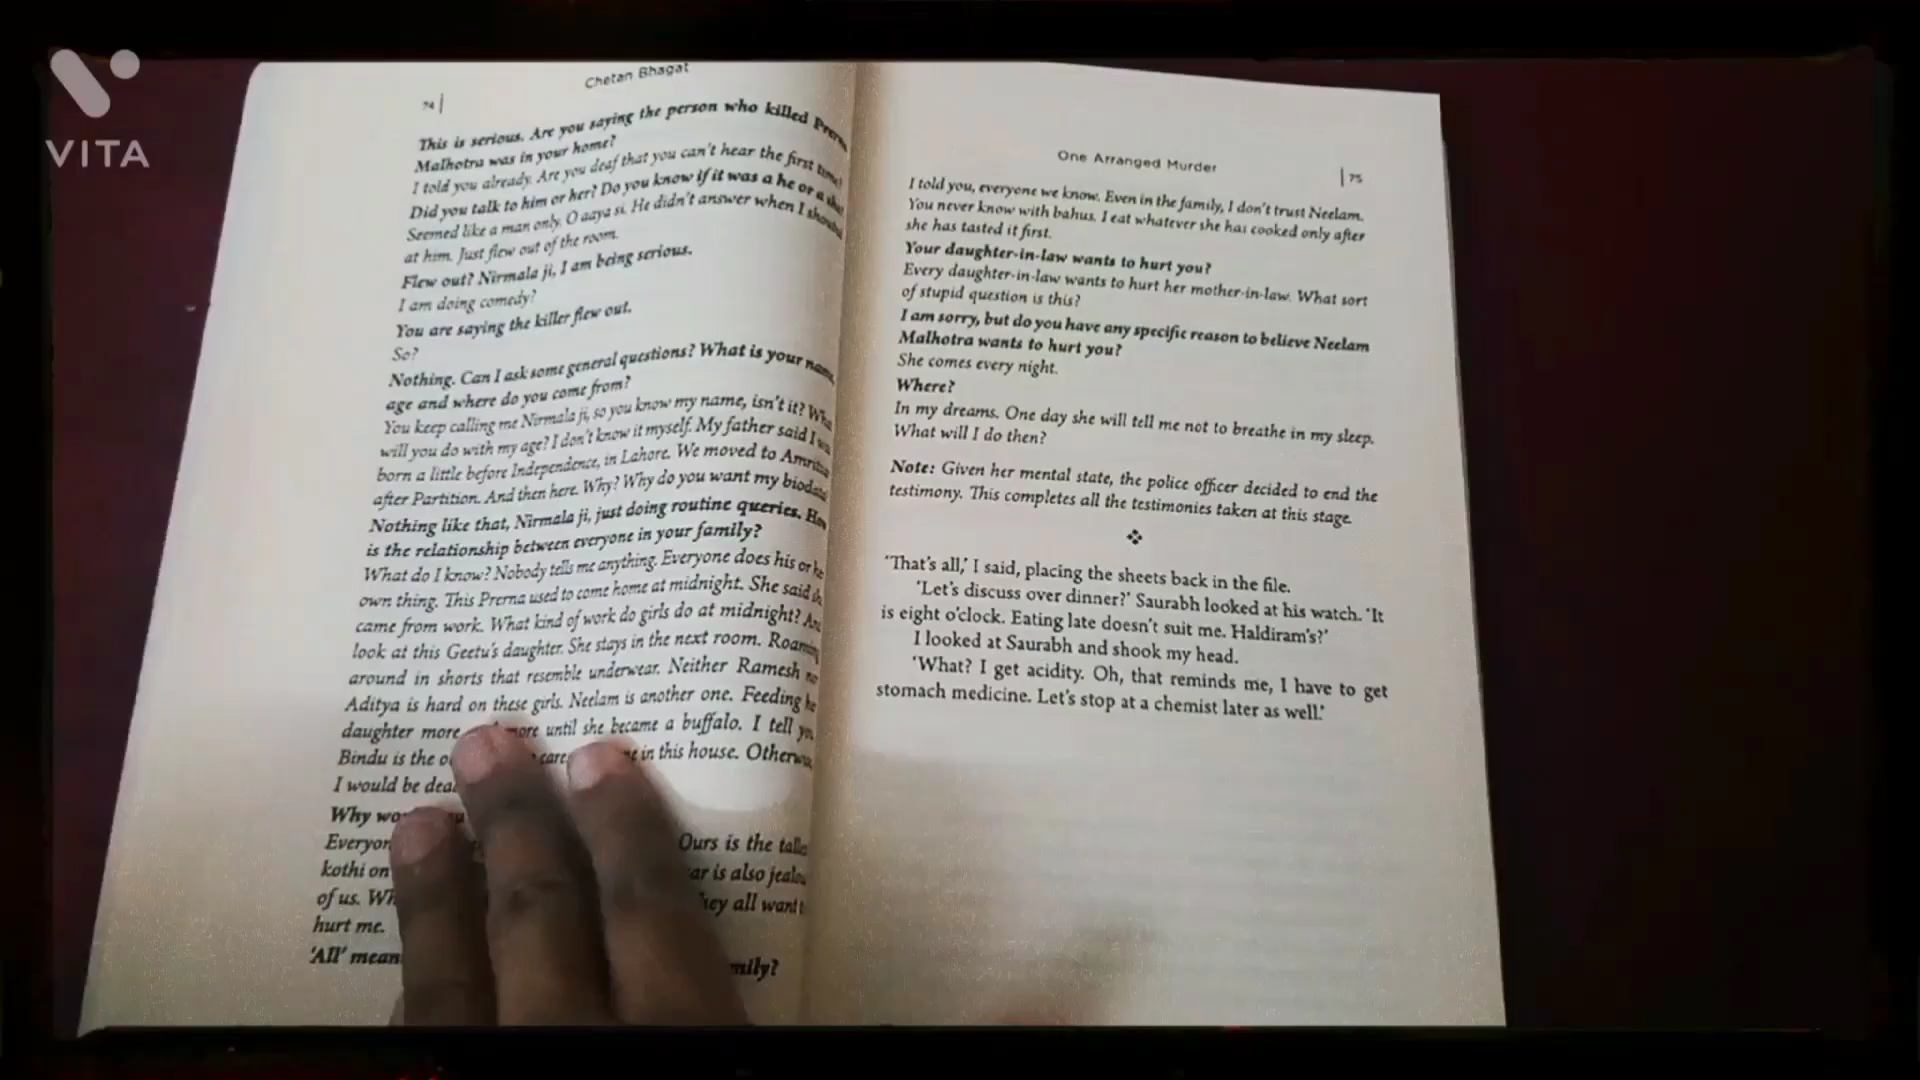 VITA
74
Chetan Bhagat
This is serious. Are you saying the person who killed
Malhotra was in your home?
I told you already. Are you deaf that you can't hear the first
Did you talk to him or her? Do you know if it was a he or a
Seemed like a man only. O aaya si. He didn't answer when I
at him. Just flew out of the room.
Flew out? Nirmala ji, I am being serious.
I am doing comedy?
You are saying the killer flew out.
So?
Nothing. Can I ask some general questions? What is your name,
age and where do you come from?
You keep calling me Nirmala ji, so you know my name, isn't it?
will you do with my age? I don't know it myself. My father said I
born a little before Independence, in Lahore. We moved to
after Partition. And then here. Why? Why do you want my
Nothing like that, Nirmala ji, just doing routine queries.
is the relationship between everyone in your family?
What do I know? Nobody tells me anything. Everyone does his or
own thing. This Prerna used to come home at midnight. She said
came from work. What kind of work do girls do at midnight?
look at this Geetu's daughter. She stays in the next room.
around in shorts that resemble underwear. Neither Ramesh
Aditya is hard on these girls. Neelam is another one. Feeding
daughter more more until she became a buffalo. I tell
Bindu is the in this house.
I would be
Why
Ours is the
kothi on is also
of us. all want
hurt me.
'All'
One Arranged Murder
75
I told you, everyone we know. Even in the family, I don't trust Neelam.
You never know with bahus. I eat whatever she has cooked only after
she has tasted it first.
Your daughter-in-law wants to hurt you?
Every daughter-in-law wants to hurt her mother-in-law. What sort
of stupid question is this?
I am sorry, but do you have any specific reason to believe Neelam
Malhotra wants to hurt you?
She comes every night.
Where?
In my dreams. One day she will tell me not to breathe in my sleep.
What will I do then?
Note: Given her mental state, the police officer decided to end the
testimony. This completes all the testimonies taken at this stage.
'That's all,' I said, placing the sheets back in the file.
'Let's discuss over dinner?' Saurabh looked at his watch. 'It
is eight o'clock. Eating late doesn't suit me. Haldiram's?'
I looked at Saurabh and shook my head.
'What? I get acidity. Oh, that reminds me, I have to get
stomach medicine. Let's stop at a chemist later as well.'